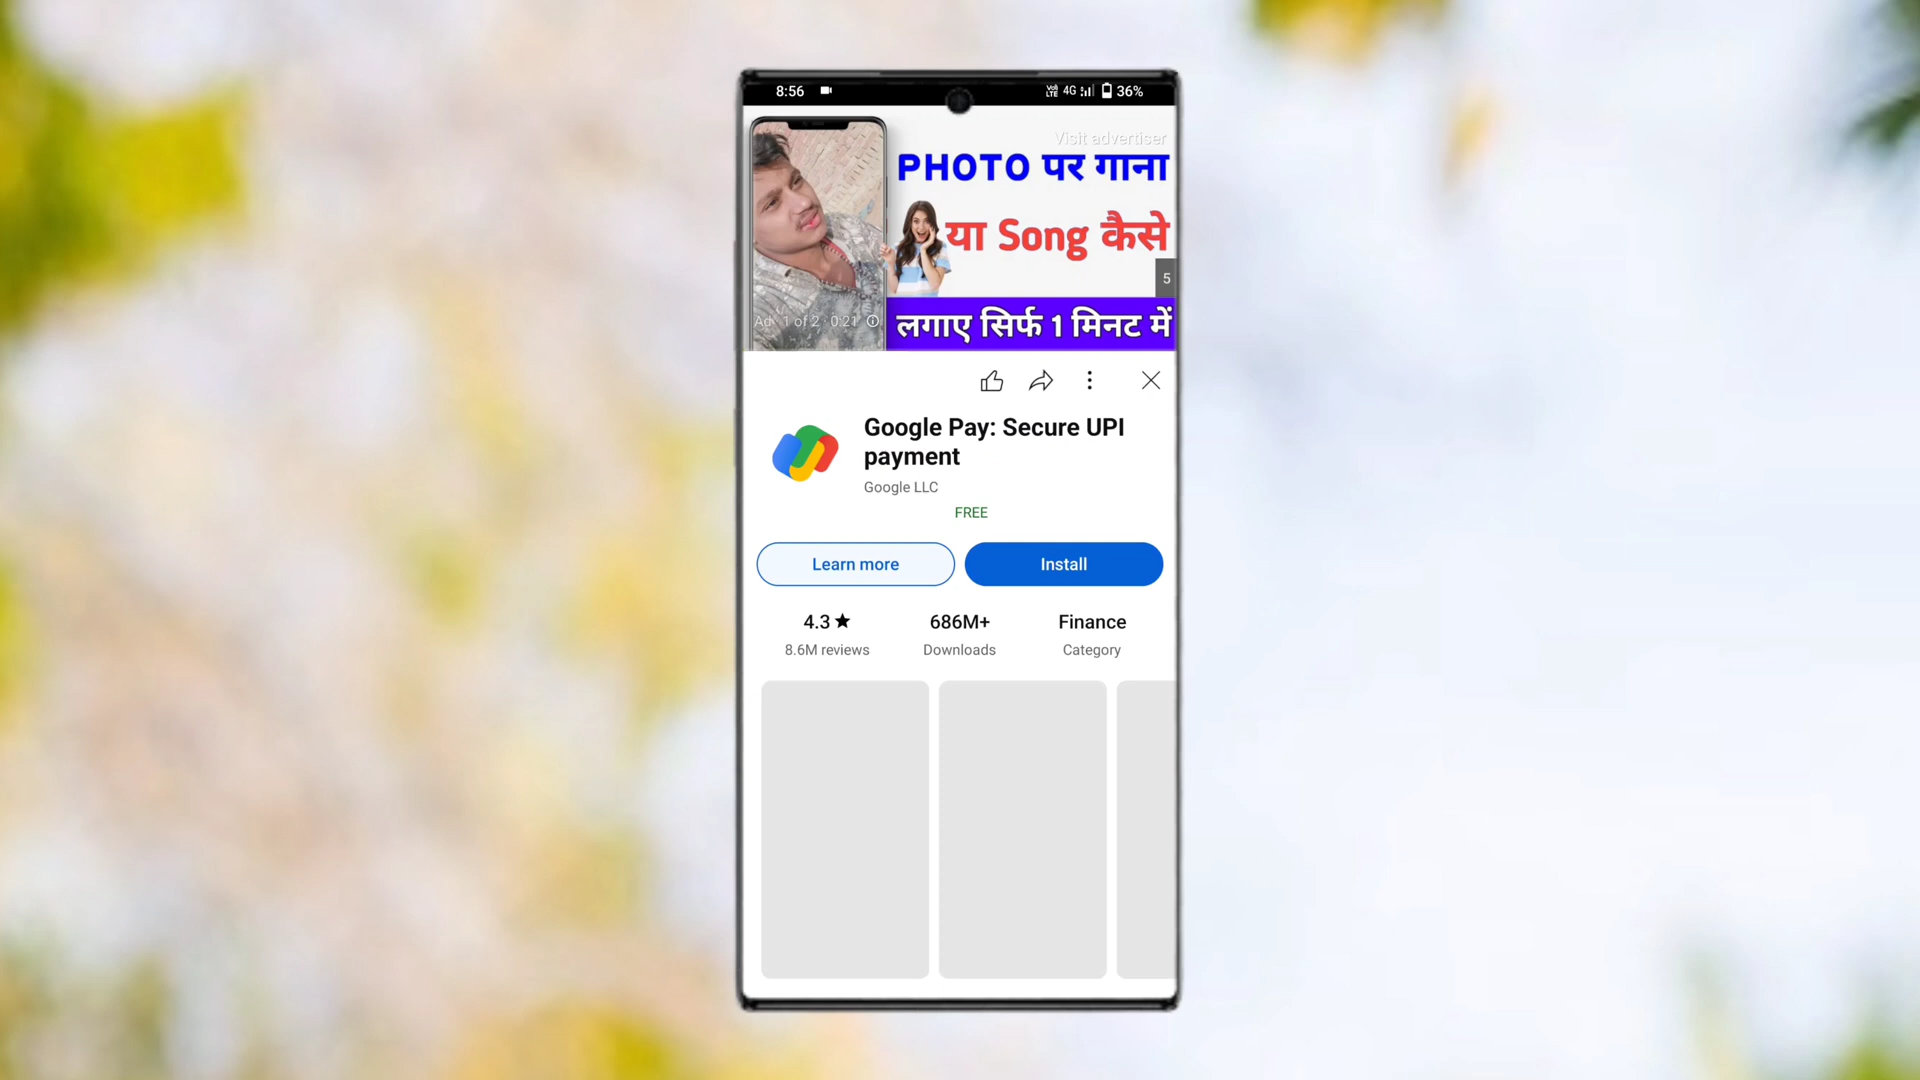 8:56
Vo) LTE 4G 36%
Visit advertiser
PHOTO पर गाना
या Song कैसे
5
Ad · 1 of 2 · 0:21
लगाए सिर्फ 1 मिनट में
Google Pay: Secure UPI
payment
Google LLC
FREE
Learn more
Install
4.3★
686M+
Finance
8.6M reviews
Downloads
Category